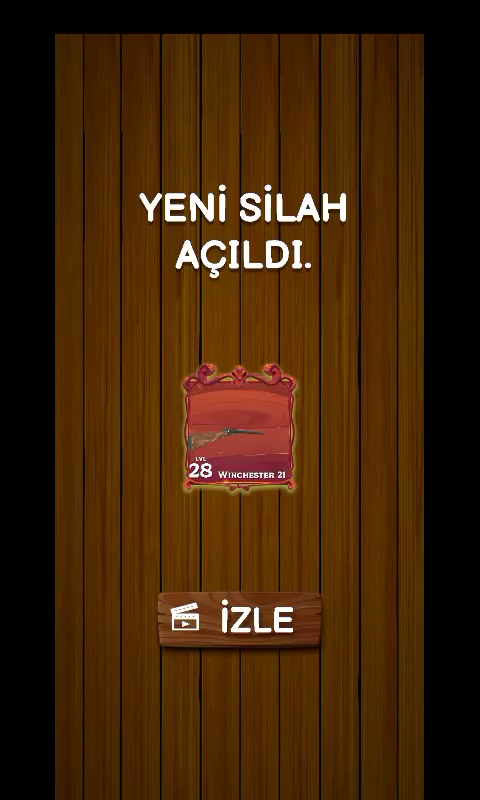 YENİ SİLAH
AÇILDI.
LVL
28 WINCHESTER 21
İZLE